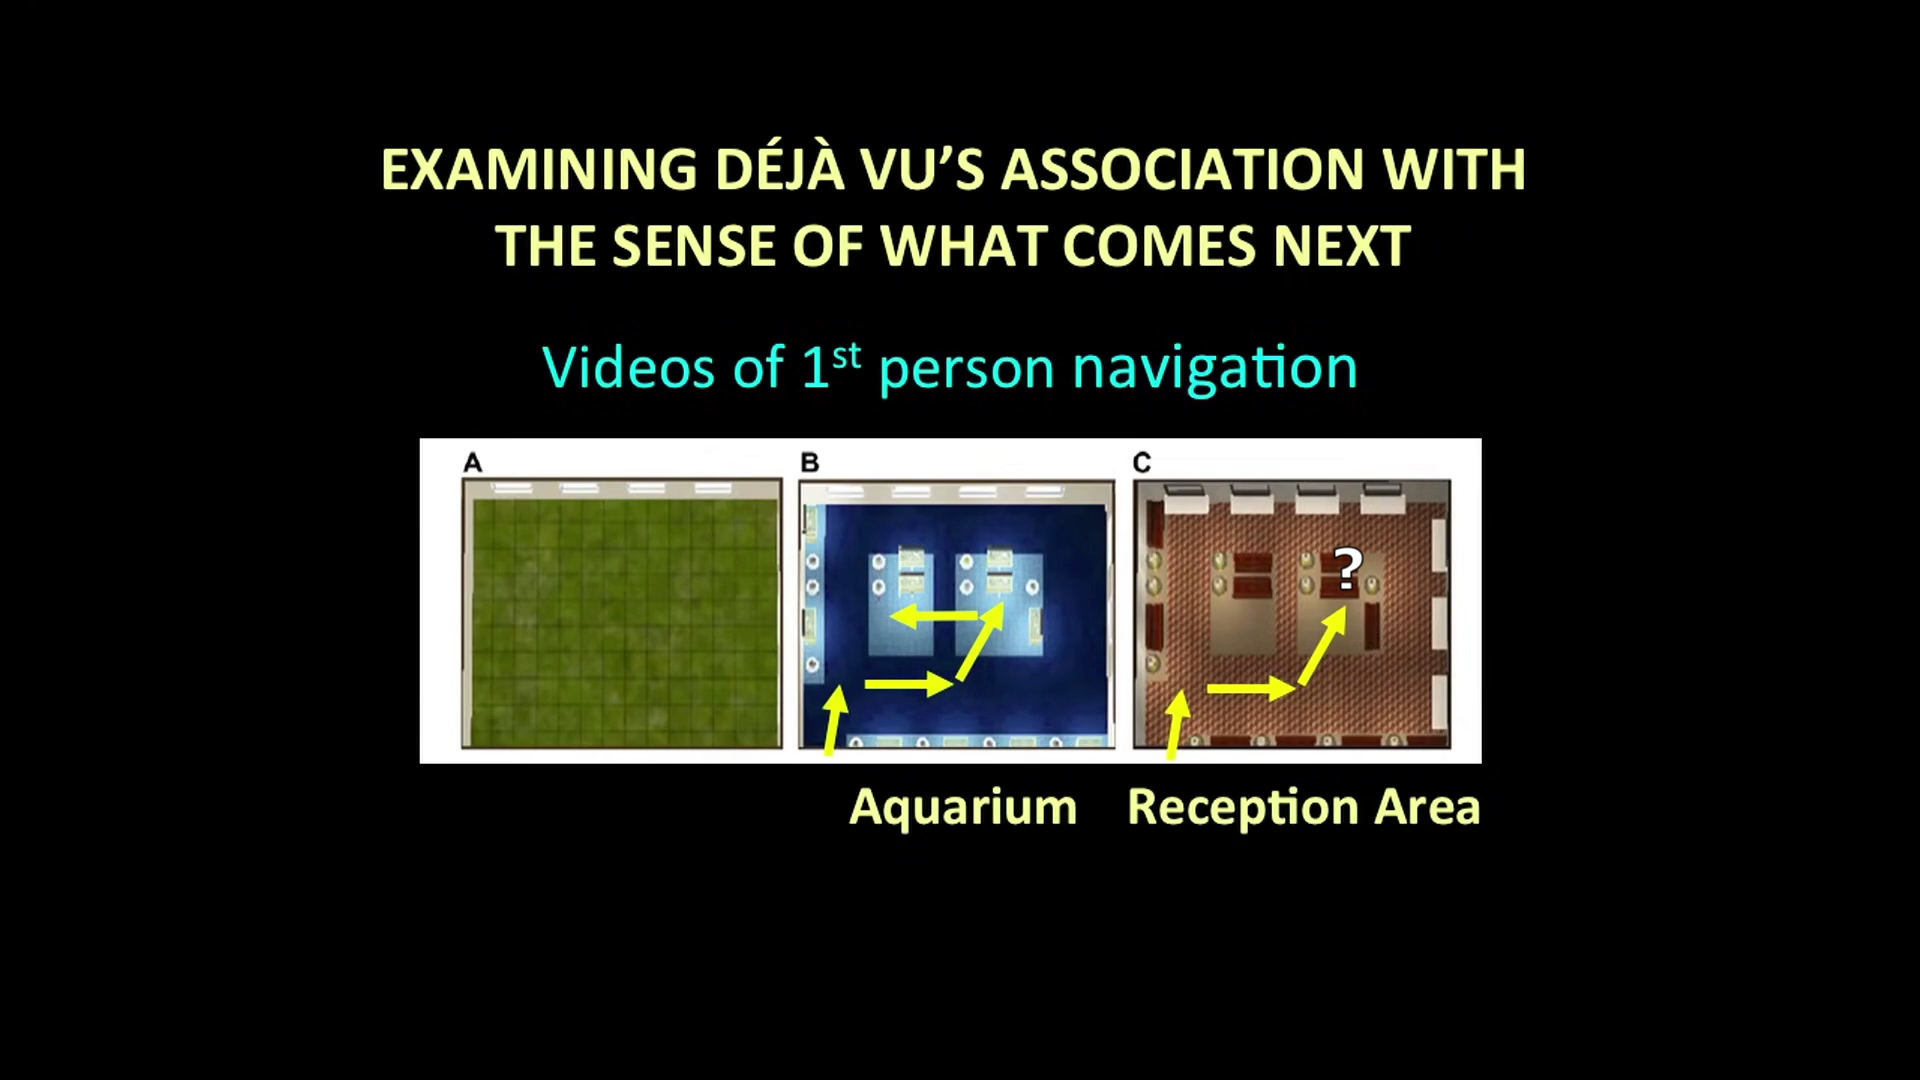 EXAMINING DÉJÀ VU’S ASSOCIATION WITH
THE SENSE OF WHAT COMES NEXT
Videos of 1st person navigation
A B C
?
Aquarium Reception Area